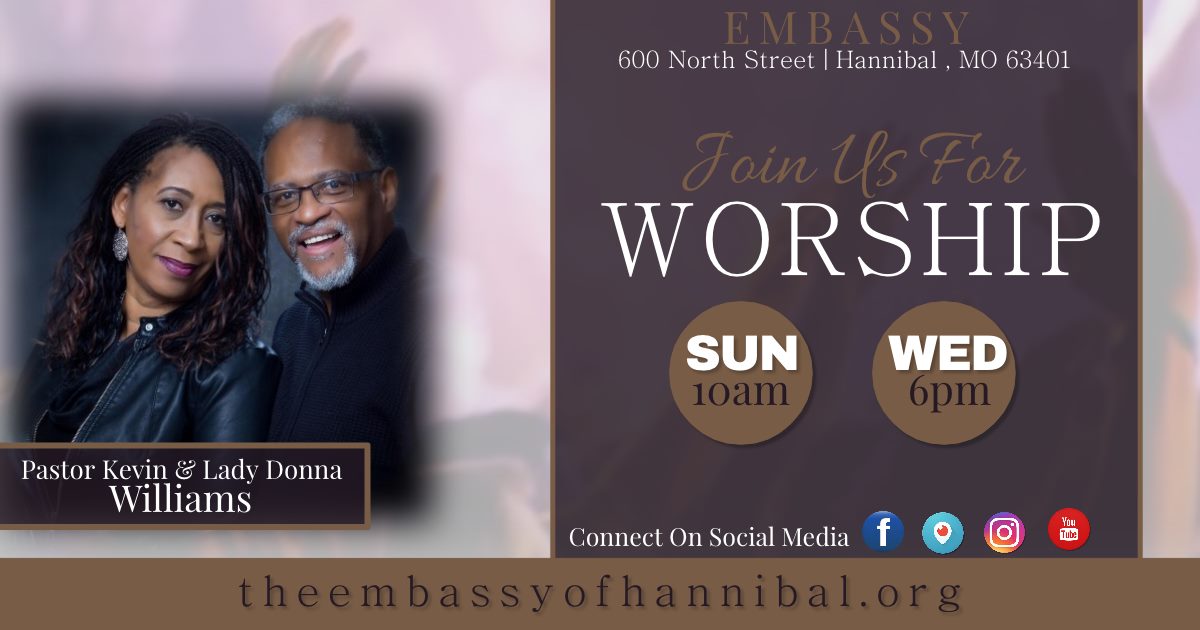 EMBASSY
600 North Street | Hannibal , MO 63401
Join Us For
WORSHIP
SUN
10am
WED
6pm
Pastor Kevin & Lady Donna
Williams
Connect On Social Media
You
Tube
theembassyofhannibal.org